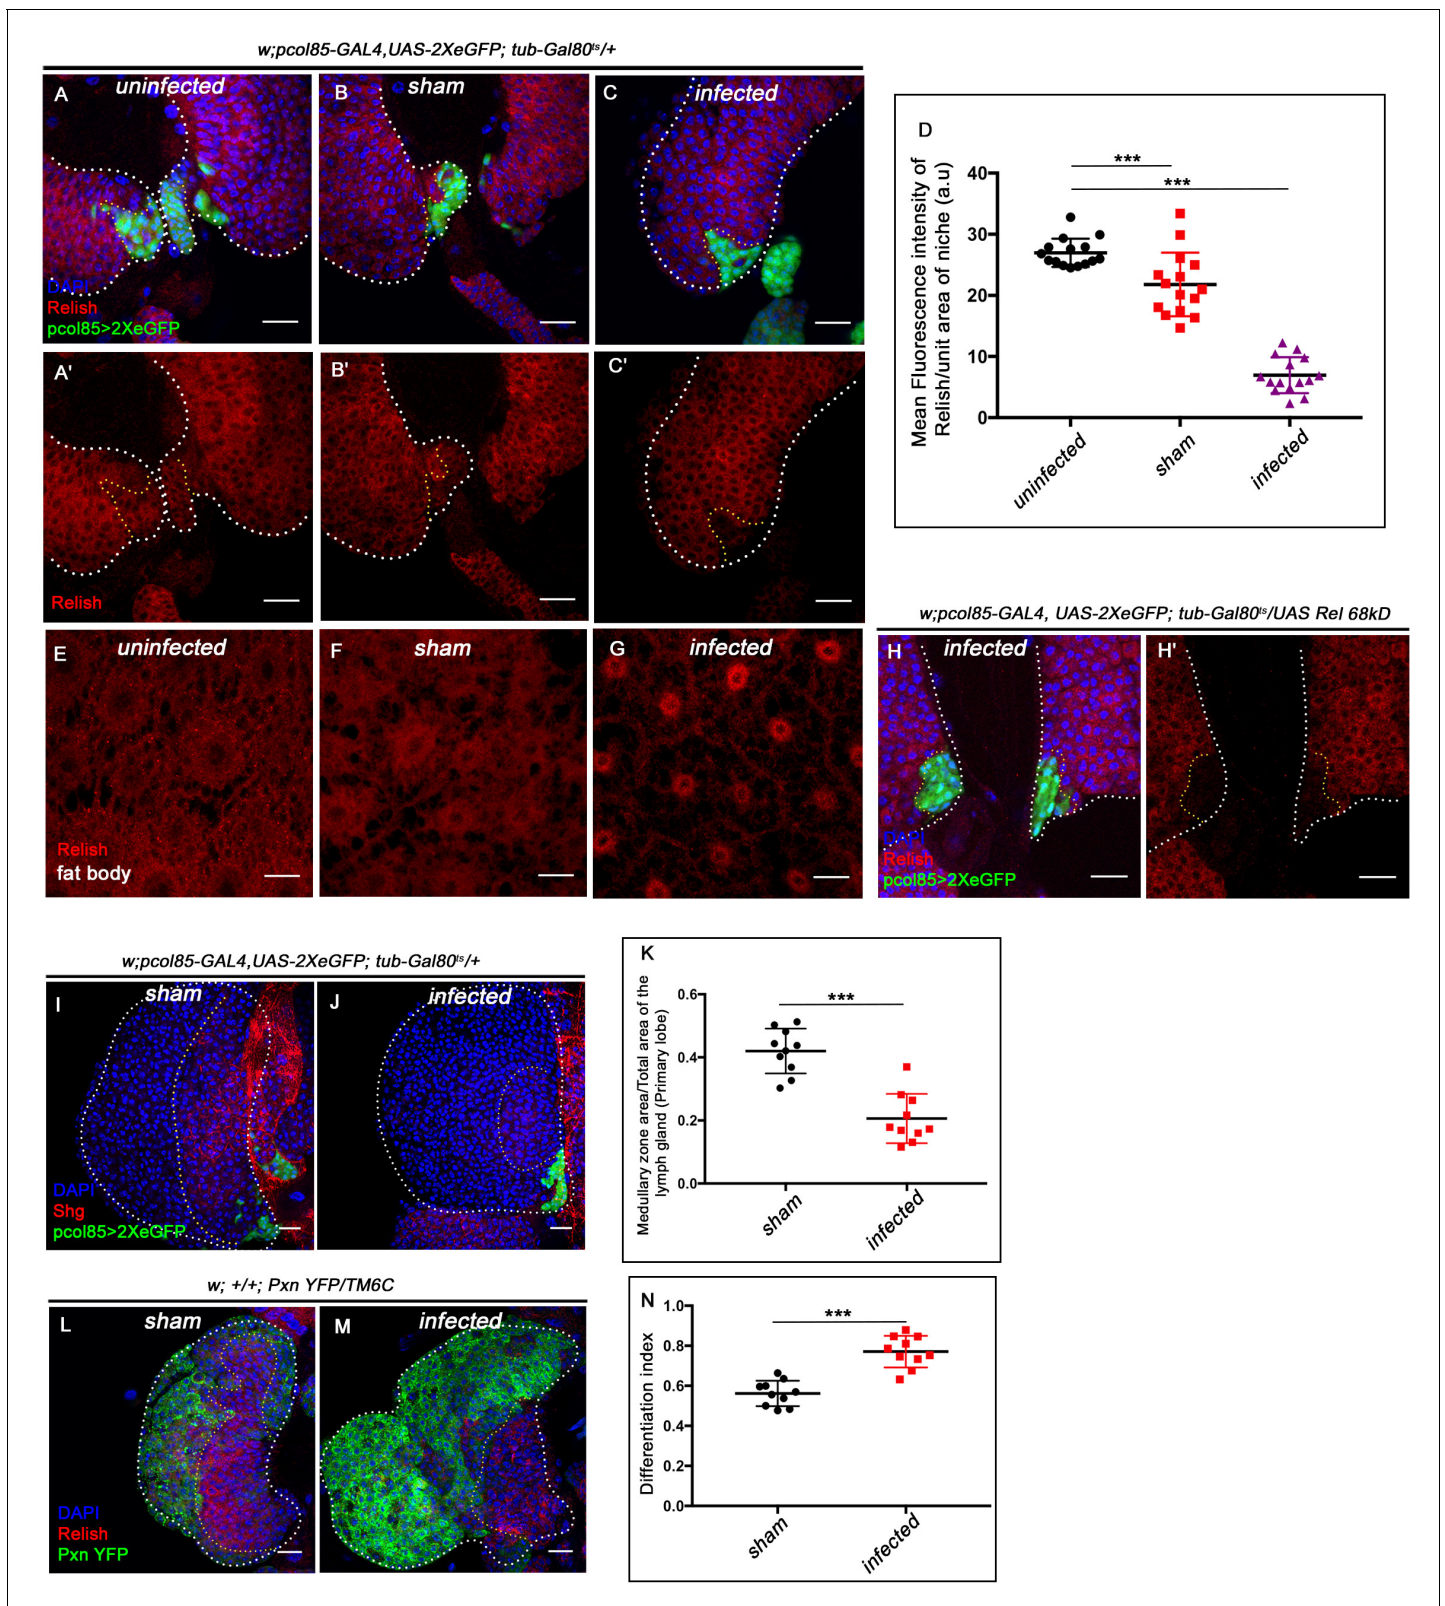 w;pcol85-GAL4,UAS-2XeGFP; tub-Gal80ts/+
A uninfected
B sham
C infected
DAPI
Relish
pcol85>2XeGFP
A'
B'
C'
Relish
D
Mean Fluorescence intensity of
Relish/unit area of niche (a.u)
40
30
20
10
0
***
***
uninfected
sham
infected
E uninfected
F sham
G infected
Relish
fat body
w;pcol85-GAL4, UAS-2XeGFP; tub-Gal80ts/UAS Rel 68kD
H infected
H'
DAPI
Relish
pcol85>2XeGFP
w;pcol85-GAL4,UAS-2XeGFP; tub-Gal80ts/+
I sham
J infected
DAPI
Shg
pcol85>2XeGFP
K
Medullary zone area/Total area of the
lymph gland (Primary lobe)
0.6
0.4
0.2
0.0
***
sham
infected
w; +/+; Pxn YFP/TM6C
L sham
M infected
DAPI
Relish
Pxn YFP
N
Differentiation index
1.0
0.8
0.6
0.4
0.2
0.0
***
sham
infected